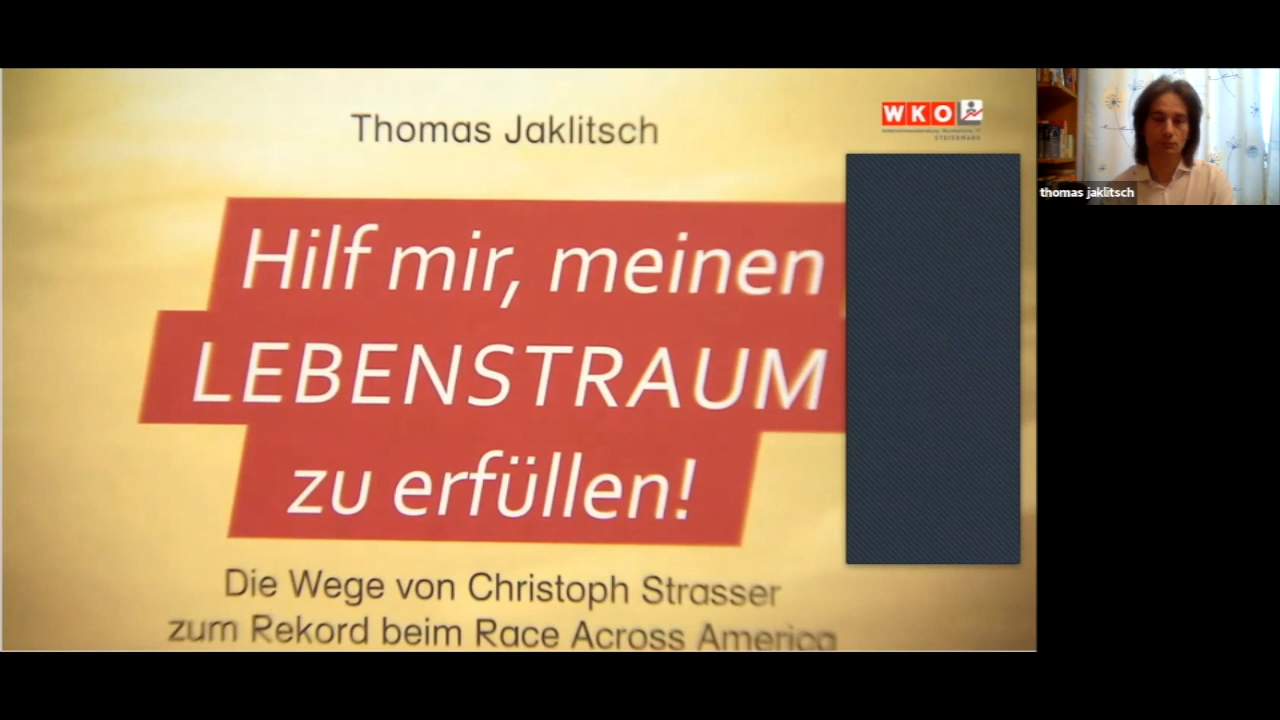 Thomas Jaklitsch
WKO
STEIERMARK
Hilf mir, meinen
LEBENSTRAUM
zu erfüllen!
Die Wege von Christoph Strasser
zum Rekord beim Race Across America
thomas jaklitsch